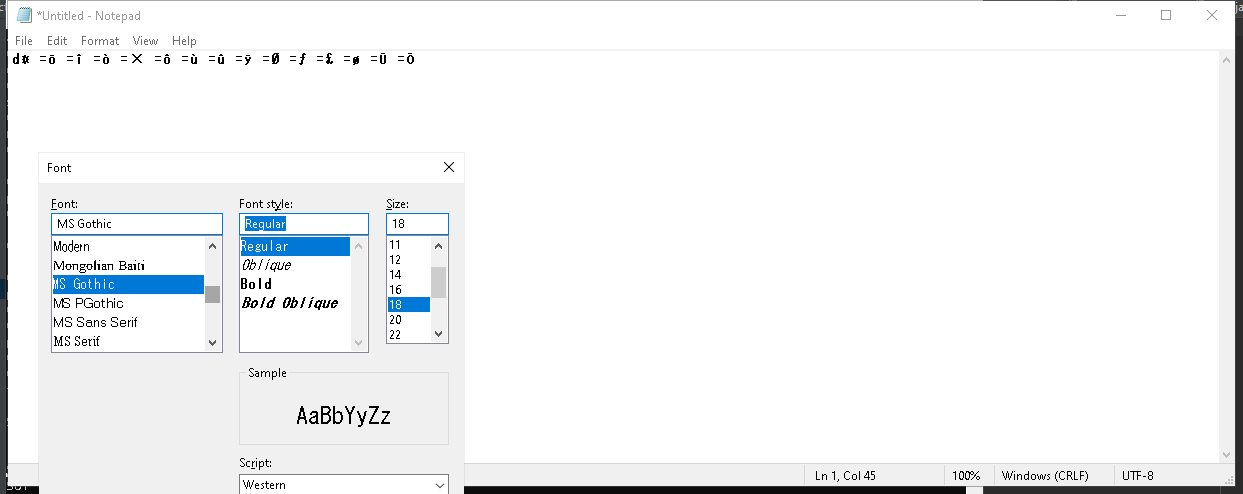 *Untitled - Notepad
File Edit Format View Help
d¤ =ō =î =ò =× =ô =ù =û =ÿ =Ø =ƒ =£ =ø =Ü =Õ
Font
Font: Font style: Size:
MS Gothic Regular 18
Modern Regular 11
Mongolian Baiti Oblique 12
MS Gothic Bold 14
MS PGothic Bold Oblique 16
MS Sans Serif 18
MS Serif 20
22
Sample
AaBbYyZz
Script:
Western
Ln 1, Col 45 100% Windows (CRLF) UTF-8